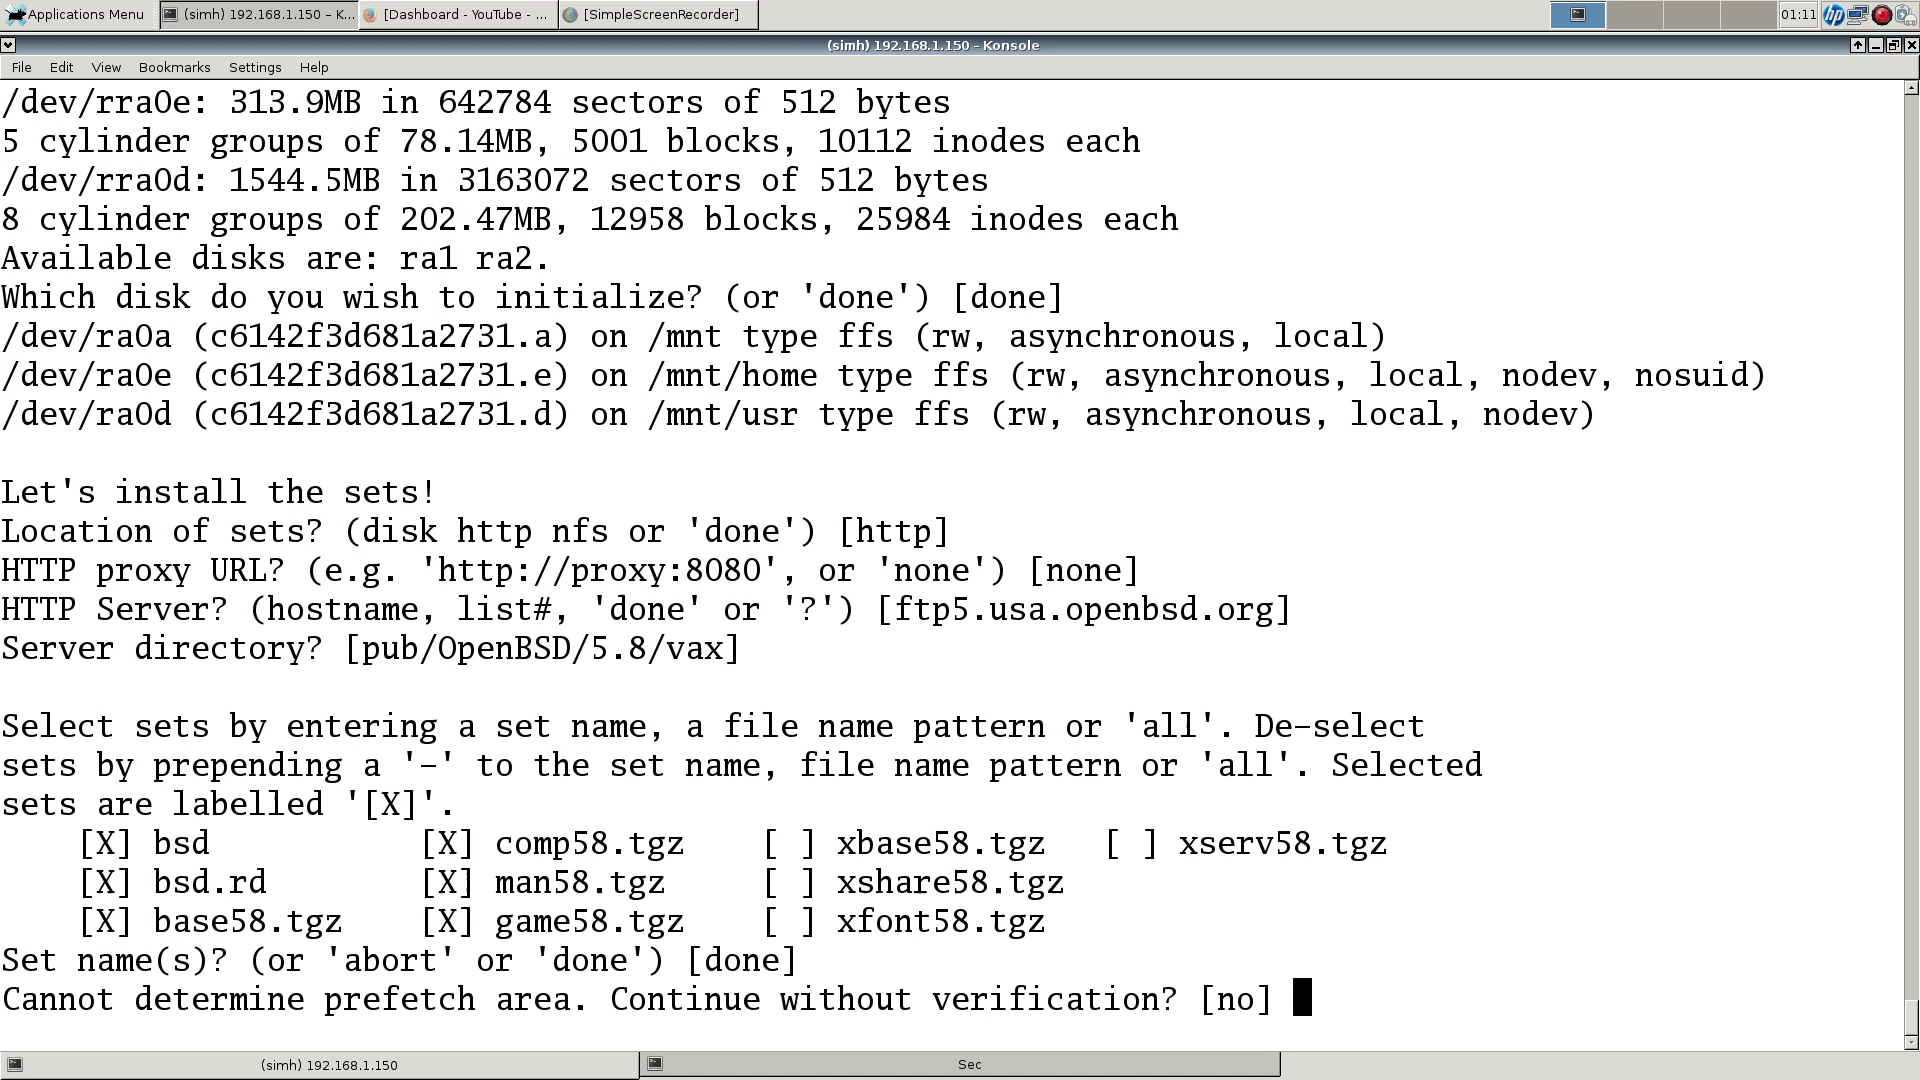 Applications Menu
(simh) 192.168.1.150 – K...
[Dashboard - YouTube - ...
[SimpleScreenRecorder]
01:11
(simh) 192.168.1.150 – Konsole
File Edit View Bookmarks Settings Help
/dev/rra0e: 313.9MB in 642784 sectors of 512 bytes
5 cylinder groups of 78.14MB, 5001 blocks, 10112 inodes each
/dev/rra0d: 1544.5MB in 3163072 sectors of 512 bytes
8 cylinder groups of 202.47MB, 12958 blocks, 25984 inodes each
Available disks are: ra1 ra2.
Which disk do you wish to initialize? (or 'done') [done]
/dev/ra0a (c6142f3d681a2731.a) on /mnt type ffs (rw, asynchronous, local)
/dev/ra0e (c6142f3d681a2731.e) on /mnt/home type ffs (rw, asynchronous, local, nodev, nosuid)
/dev/ra0d (c6142f3d681a2731.d) on /mnt/usr type ffs (rw, asynchronous, local, nodev)
Let's install the sets!
Location of sets? (disk http nfs or 'done') [http]
HTTP proxy URL? (e.g. 'http://proxy:8080', or 'none') [none]
HTTP Server? (hostname, list#, 'done' or '?') [ftp5.usa.openbsd.org]
Server directory? [pub/OpenBSD/5.8/vax]
Select sets by entering a set name, a file name pattern or 'all'. De-select
sets by prepending a '-' to the set name, file name pattern or 'all'. Selected
sets are labelled '[X]'.
[X] bsd [X] comp58.tgz [ ] xbase58.tgz [ ] xserv58.tgz
[X] bsd.rd [X] man58.tgz [ ] xshare58.tgz
[X] base58.tgz [X] game58.tgz [ ] xfont58.tgz
Set name(s)? (or 'abort' or 'done') [done]
Cannot determine prefetch area. Continue without verification? [no]
(simh) 192.168.1.150
Sec